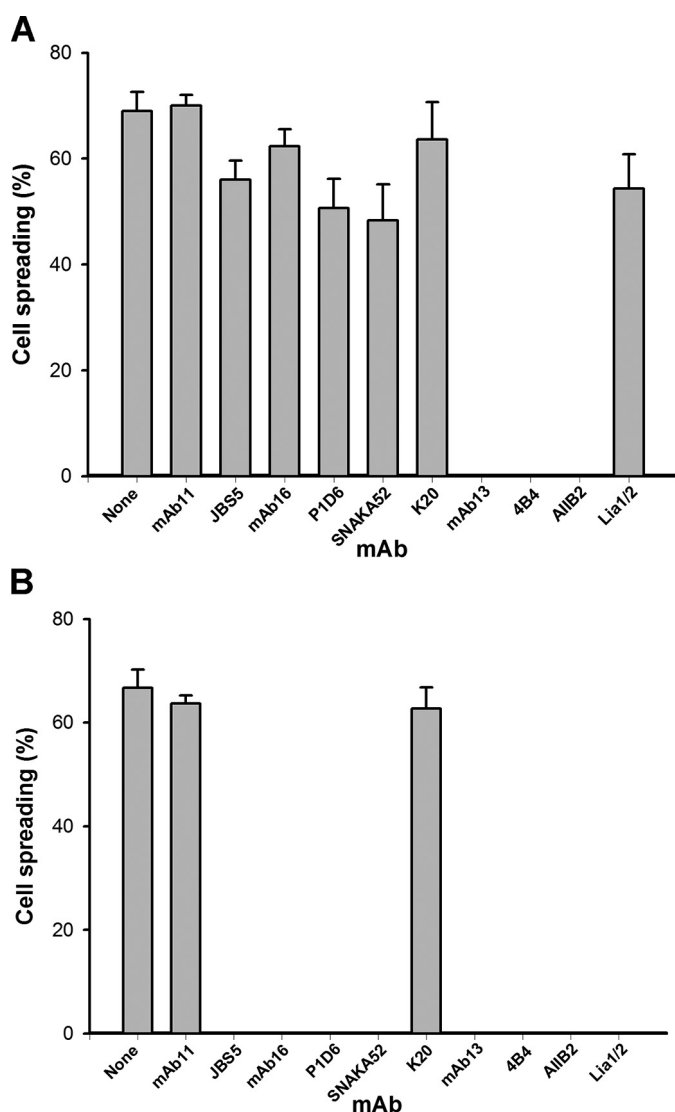 A
80
60
40
20
0
Cell spreading (%)
None mAb11 JBS5 mAb16 P1D6 SNAKA52 K20 mAb13 4B4 AIIB2 Lia1/2
mAb
B
80
60
40
20
0
Cell spreading (%)
None mAb11 JBS5 mAb16 P1D6 SNAKA52 K20 mAb13 4B4 AIIB2 Lia1/2
mAb